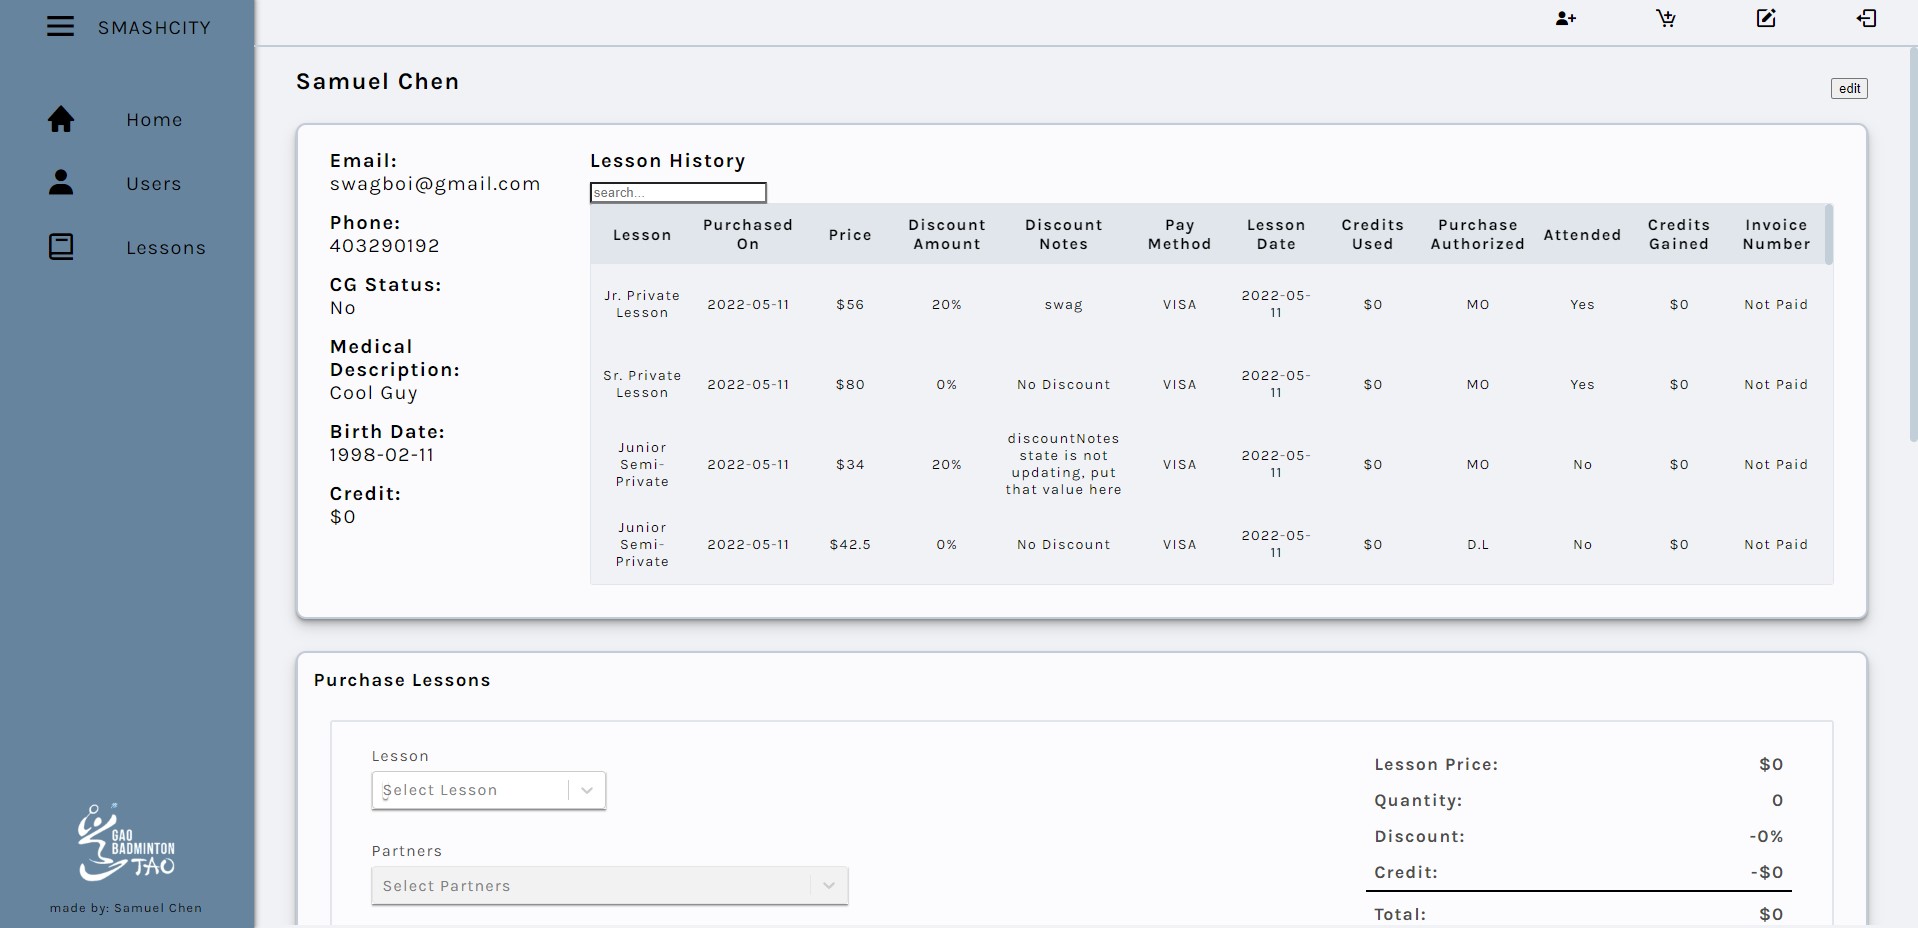 SMASHCITY
Home
Users
Lessons
GAO
BADMINTON
TAO
made by: Samuel Chen
Samuel Chen
edit
Email:
swagboi@gmail.com
Phone:
403290192
CG Status:
No
Medical
Description:
Cool Guy
Birth Date:
1998-02-11
Credit:
$0
Lesson History
search...
Lesson Purchased On Price Discount Amount Discount Notes Pay Method Lesson Date Credits Used Purchase Authorized Attended Credits Gained Invoice Number
Jr. Private Lesson 2022-05-11 $56 20% swag VISA 2022-05-11 $0 MO Yes $0 Not Paid
Sr. Private Lesson 2022-05-11 $80 0% No Discount VISA 2022-05-11 $0 MO Yes $0 Not Paid
Junior Semi-Private 2022-05-11 $34 20% discountNotes state is not updating, put that value here VISA 2022-05-11 $0 MO No $0 Not Paid
Junior Semi-Private 2022-05-11 $42.5 0% No Discount VISA 2022-05-11 $0 D.L No $0 Not Paid
Purchase Lessons
Lesson
Select Lesson
Partners
Select Partners
Lesson Price: $0
Quantity: 0
Discount: -0%
Credit: -$0
Total: $0